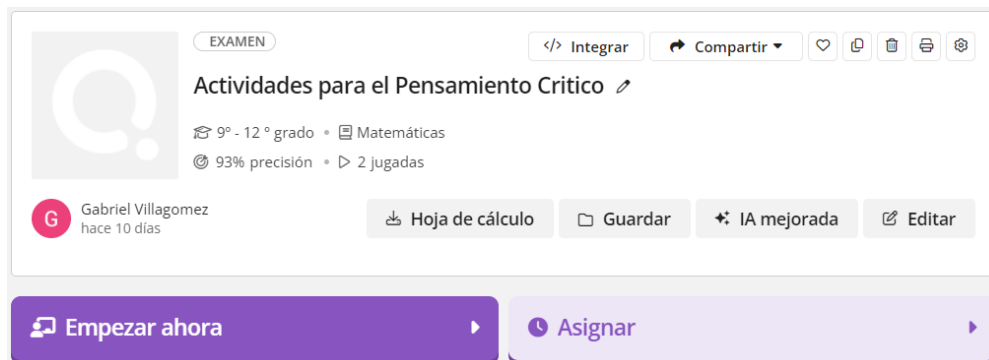 EXAMEN
</> Integrar
Compartir
Actividades para el Pensamiento Critico
9º - 12 º grado • Matemáticas
93% precisión • 2 jugadas
G
Gabriel Villagomez
hace 10 días
Hoja de cálculo
Guardar
IA mejorada
Editar
Empezar ahora
Asignar